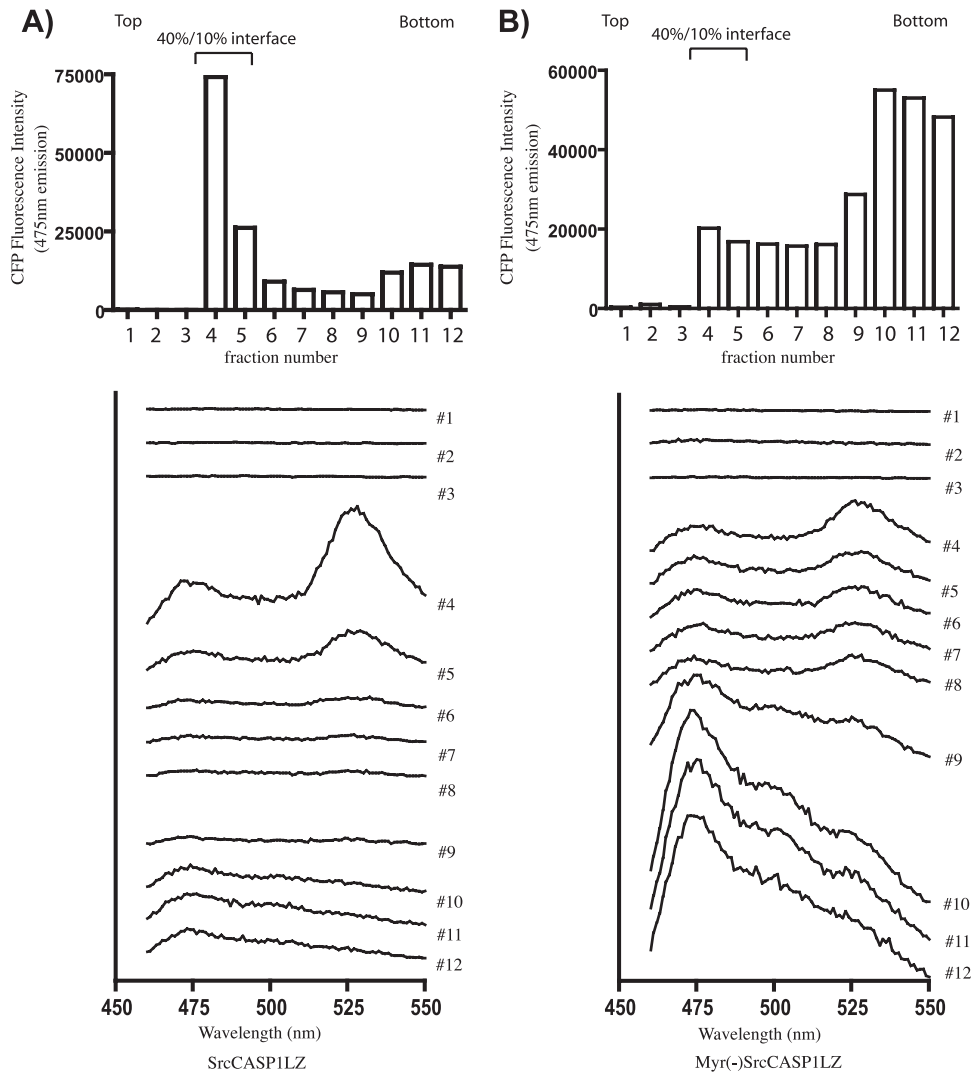 A)
Top
Bottom
40%/10% interface
CFP Fluorescence Intensity
(475nm emission)
75000
50000
25000
0
1 2 3 4 5 6 7 8 9 10 11 12
fraction number
#1
#2
#3
#4
#5
#6
#7
#8
#9
#10
#11
#12
450 475 500 525 550
Wavelength (nm)
SrcCASP1LZ
B)
Top
Bottom
40%/10% interface
CFP Fluorescence Intensity
(475nm emission)
60000
40000
20000
0
1 2 3 4 5 6 7 8 9 10 11 12
fraction number
#1
#2
#3
#4
#5
#6
#7
#8
#9
#10
#11
#12
450 475 500 525 550
Wavelength (nm)
Myr(-)SrcCASP1LZ